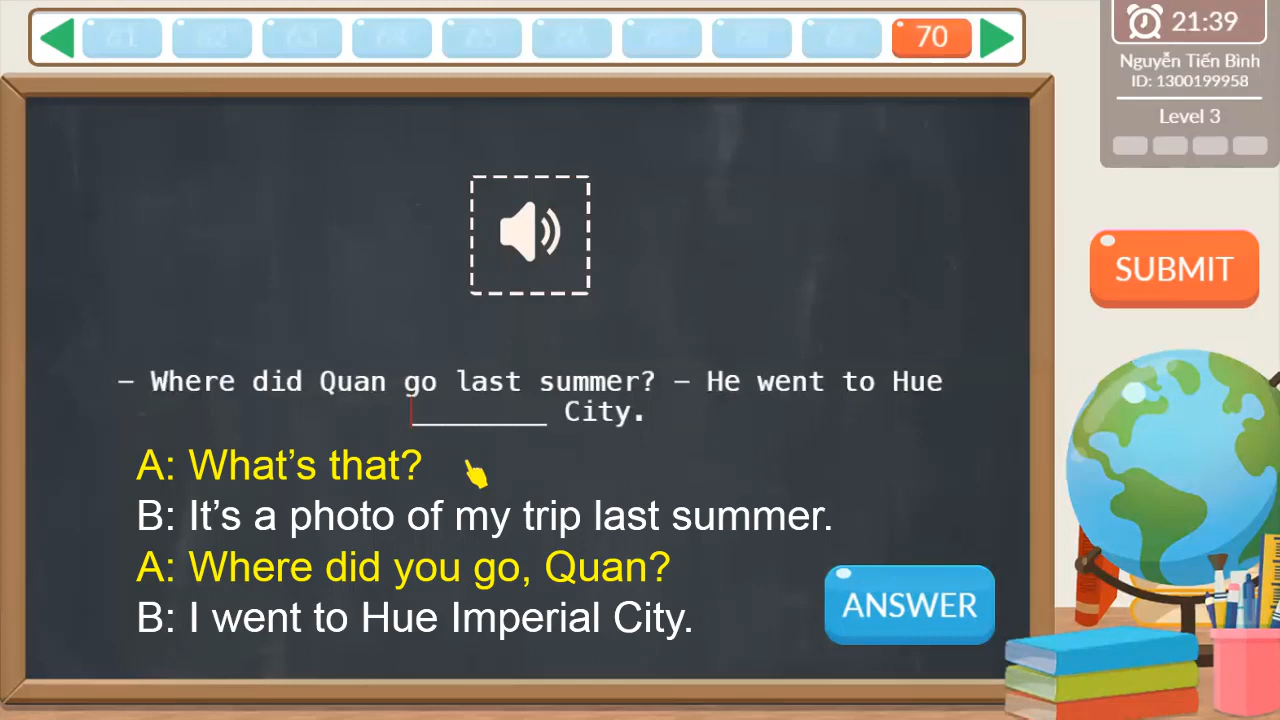 70
21:39
Nguyễn Tiến Bình
ID: 1300199958
Level 3
SUBMIT
– Where did Quan go last summer? – He went to Hue
________ City.
A: What's that?
B: It's a photo of my trip last summer.
A: Where did you go, Quan?
B: I went to Hue Imperial City.
ANSWER